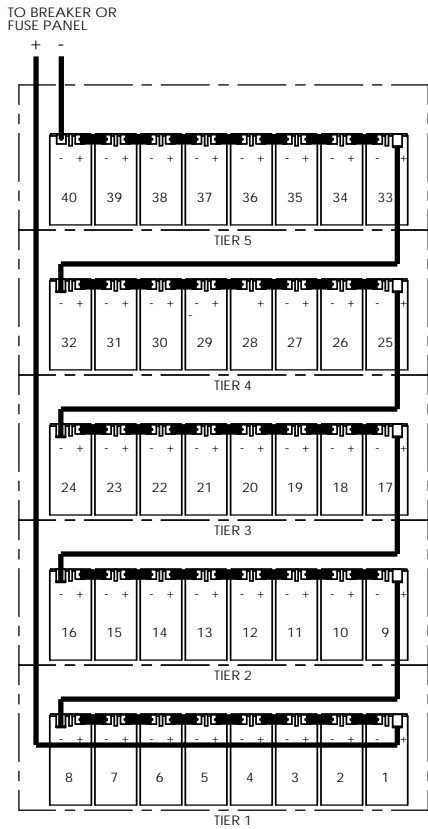 TO BREAKER OR
FUSE PANEL
+ -
- + - + - + - + - + - + - + - +
40 39 38 37 36 35 34 33
TIER 5
- + - + - + - + + - + - + - +
-
32 31 30 29 28 27 26 25
TIER 4
- + - + - + - + - + - + - + - +
24 23 22 21 20 19 18 17
TIER 3
- + - + - + - + - + - + - + - +
16 15 14 13 12 11 10 9
TIER 2
- + - + - + - + - + - + - + - +
8 7 6 5 4 3 2 1
TIER 1